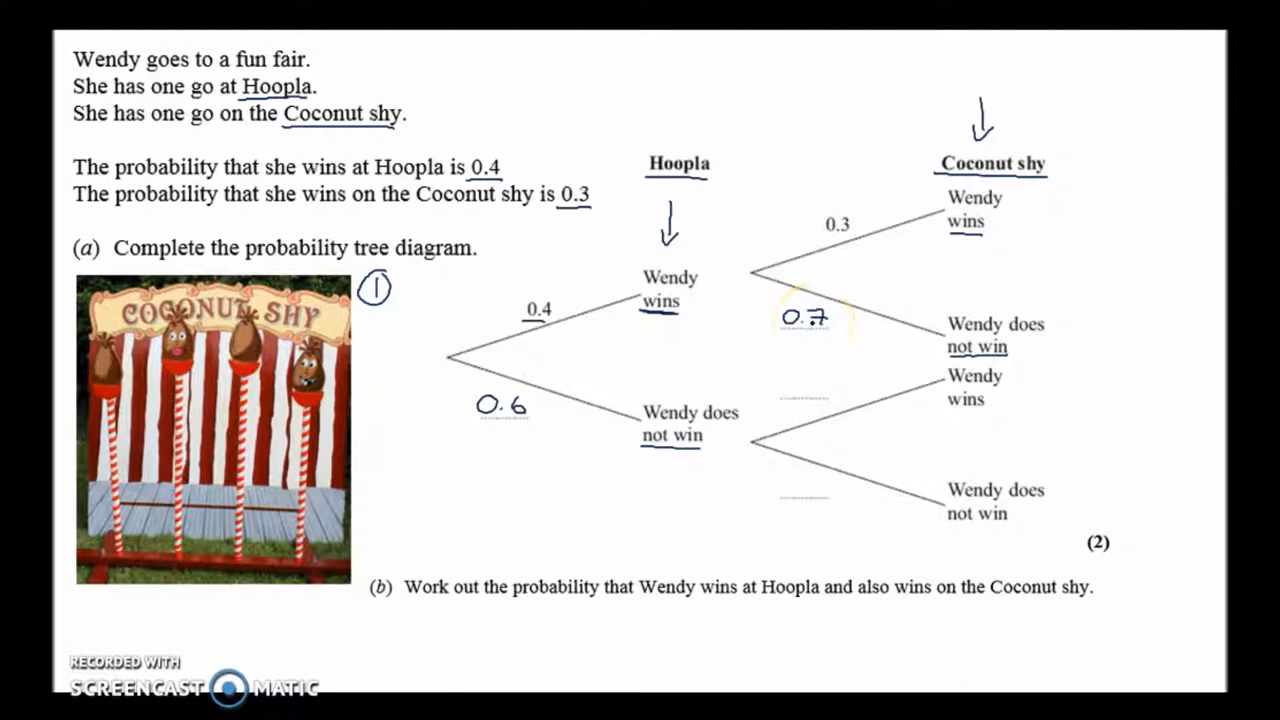 Wendy goes to a fun fair.
She has one go at Hoopla.
She has one go on the Coconut shy.
The probability that she wins at Hoopla is 0.4
The probability that she wins on the Coconut shy is 0.3
(a) Complete the probability tree diagram.
COCONUT SHY
1
Hoopla
Coconut shy
0.4
Wendy
wins
0.6
Wendy does
not win
0.3
Wendy
wins
0.7
Wendy does
not win
Wendy
wins
Wendy does
not win
(2)
(b) Work out the probability that Wendy wins at Hoopla and also wins on the Coconut shy.
RECORDED WITH
SCREENCAST MATIC